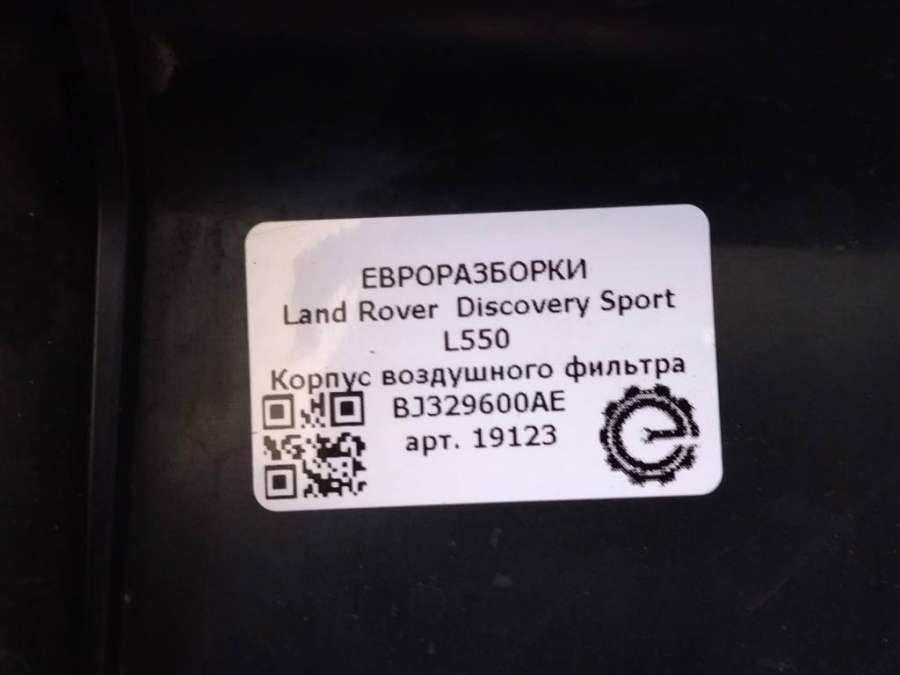 ЕВРОРАЗБОРКИ
Land Rover Discovery Sport
L550
Корпус воздушного фильтра
BJ329600AE
арт. 19123